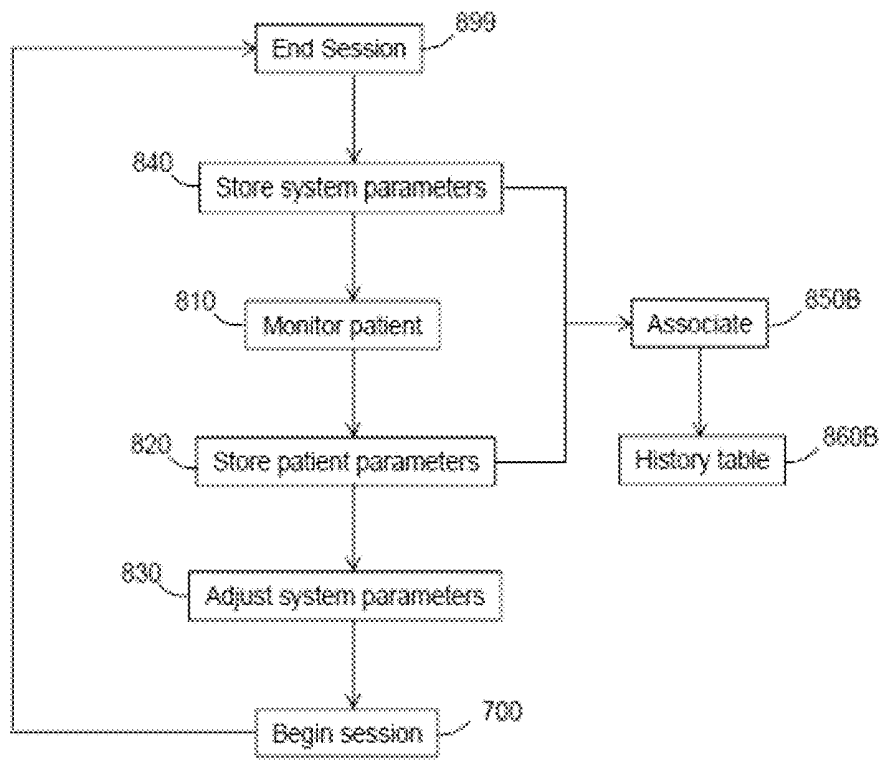 899
End Session
840
Store system parameters
810
Monitor patient
850B
Associate
820
Store patient parameters
860B
History table
830
Adjust system parameters
700
Begin session